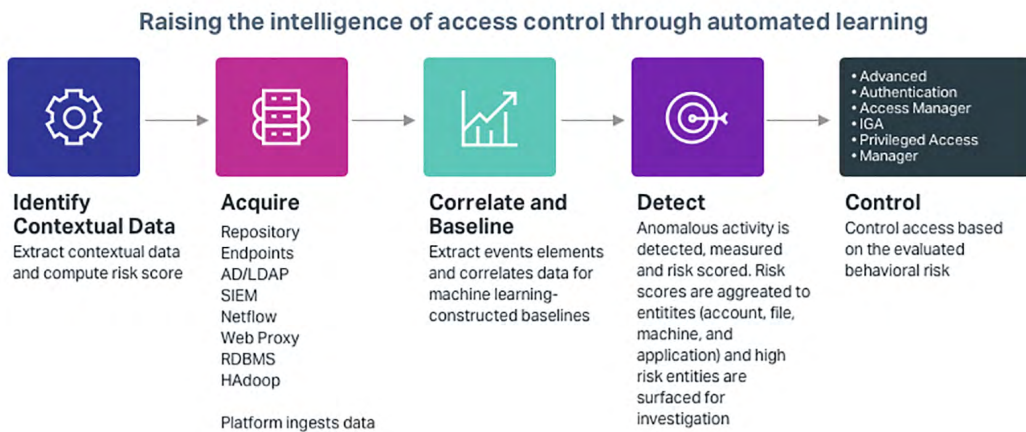 Raising the intelligence of access control through automated learning
• Advanced
• Authentication
• Access Manager
• IGA
• Privileged Access
• Manager
Identify
Contextual Data
Extract contextual data
and compute risk score
Acquire
Repository
Endpoints
AD/LDAP
SIEM
Netflow
Web Proxy
RDBMS
HAdoop
Platform ingests data
Correlate and
Baseline
Extract events elements
and correlates data for
machine learning-
constructed baselines
Detect
Anomalous activity is
detected, measured
and risk scored. Risk
scores are aggreated to
entitites (account, file,
machine, and
application) and high
risk entities are
surfaced for
investigation
Control
Control access based
on the evaluated
behavioral risk